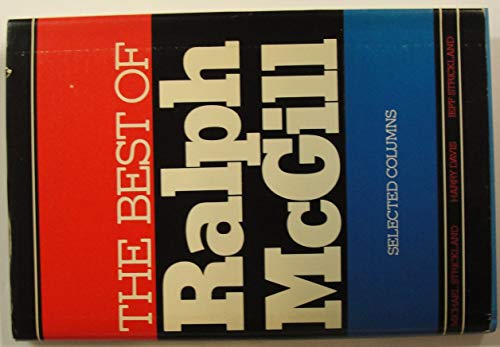 THE BEST OF
Ralph
McGill
SELECTED COLUMNS
MICHAEL STRICKLAND HARRY DAVIS JEFF STRICKLAND